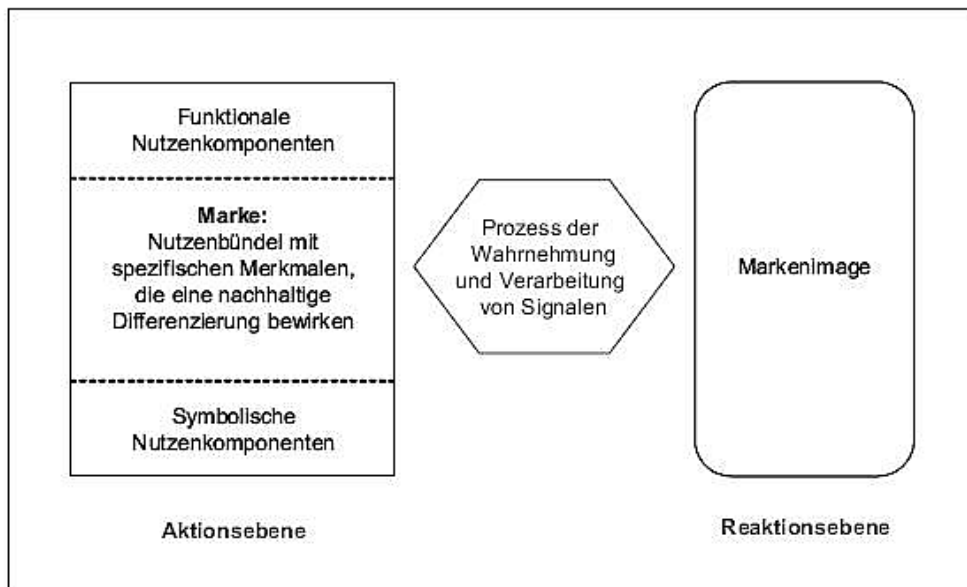 Funktionale
Nutzenkomponenten
Marke:
Nutzenbündel mit
spezifischen Merkmalen,
die eine nachhaltige
Differenzierung bewirken
Symbolische
Nutzenkomponenten
Aktionsebene
Prozess der
Wahrnehmung
und Verarbeitung
von Signalen
Markenimage
Reaktionsebene